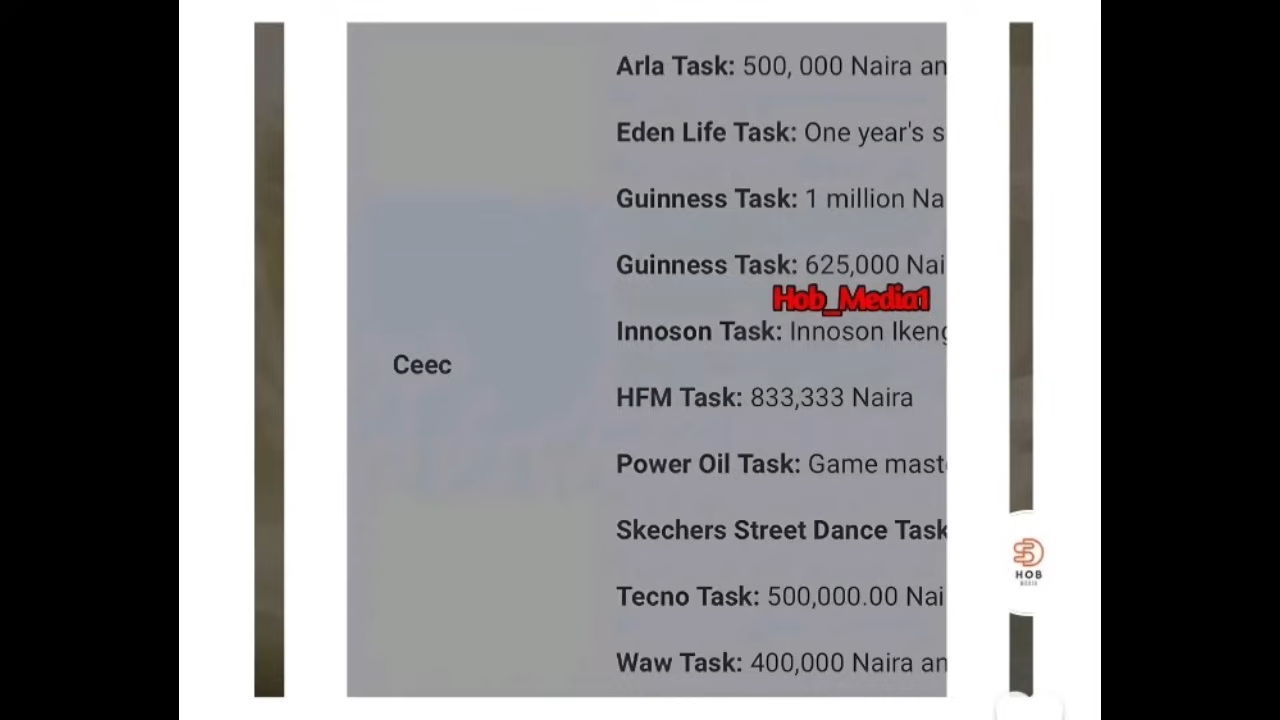 Arla Task: 500, 000 Naira an
Eden Life Task: One year's s
Guinness Task: 1 million Na
Guinness Task: 625,000 Nai
Hob_Media1
Innoson Task: Innoson Ikeng
Ceec
HFM Task: 833,333 Naira
Power Oil Task: Game mast
Skechers Street Dance Task
HOB
Tecno Task: 500,000.00 Nai
Waw Task: 400,000 Naira an